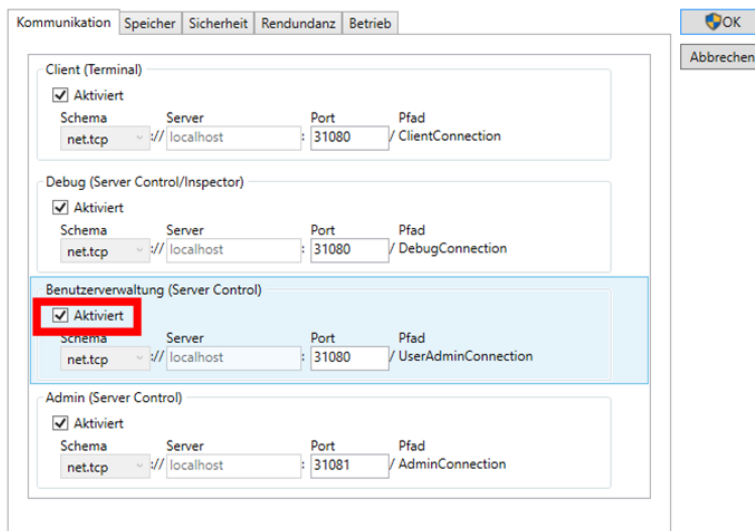 Kommunikation Speicher Sicherheit Rendundanz Betrieb
OK
Abbrechen
Client (Terminal)
Aktiviert
Schema Server Port Pfad
net.tcp :// localhost : 31080 / ClientConnection
Debug (Server Control/Inspector)
Aktiviert
Schema Server Port Pfad
net.tcp :// localhost : 31080 / DebugConnection
Benutzerverwaltung (Server Control)
Aktiviert
Schema Server Port Pfad
net.tcp :// localhost : 31080 / UserAdminConnection
Admin (Server Control)
Aktiviert
Schema Server Port Pfad
net.tcp :// localhost : 31081 / AdminConnection